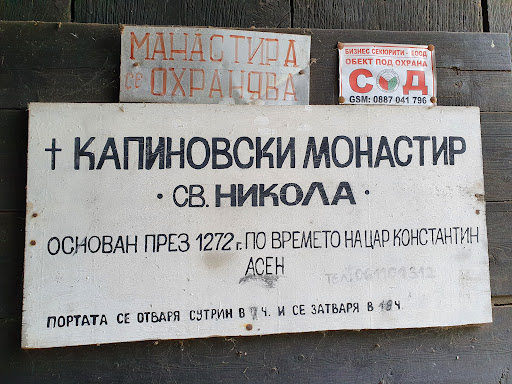 МАНАСТИРА
СЕ ОХРАНЯВА
БИЗНЕС СЕКЮРИТИ - ЕООД
ОБЕКТ ПОД ОХРАНА
СОД
GSM: 0887 041 796
† КАПИНОВСКИ МОНАСТИР
· СВ. НИКОЛА ·
ОСНОВАН ПРЕЗ 1272 г. ПО ВРЕМЕТО НА ЦАР КОНСТАНТИН
АСЕН
ПОРТАТА СЕ ОТВАРЯ СУТРИН В 7 Ч. И СЕ ЗАТВАРЯ В 18 Ч.